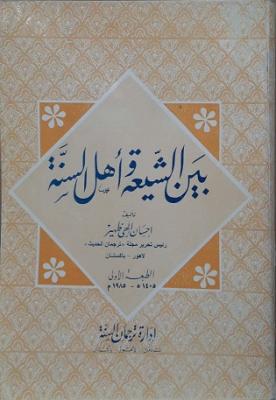 بين الشيعة وأهل السنة
تأليف
إحسان إلهي ظهير
رئيس تحرير مجلة «ترجمان الحديث»
لاهور - باكستان
الطبعة الأولى
١٤٠٥ ه - ١٩٨٥ م
إدارة ترجمان السنة